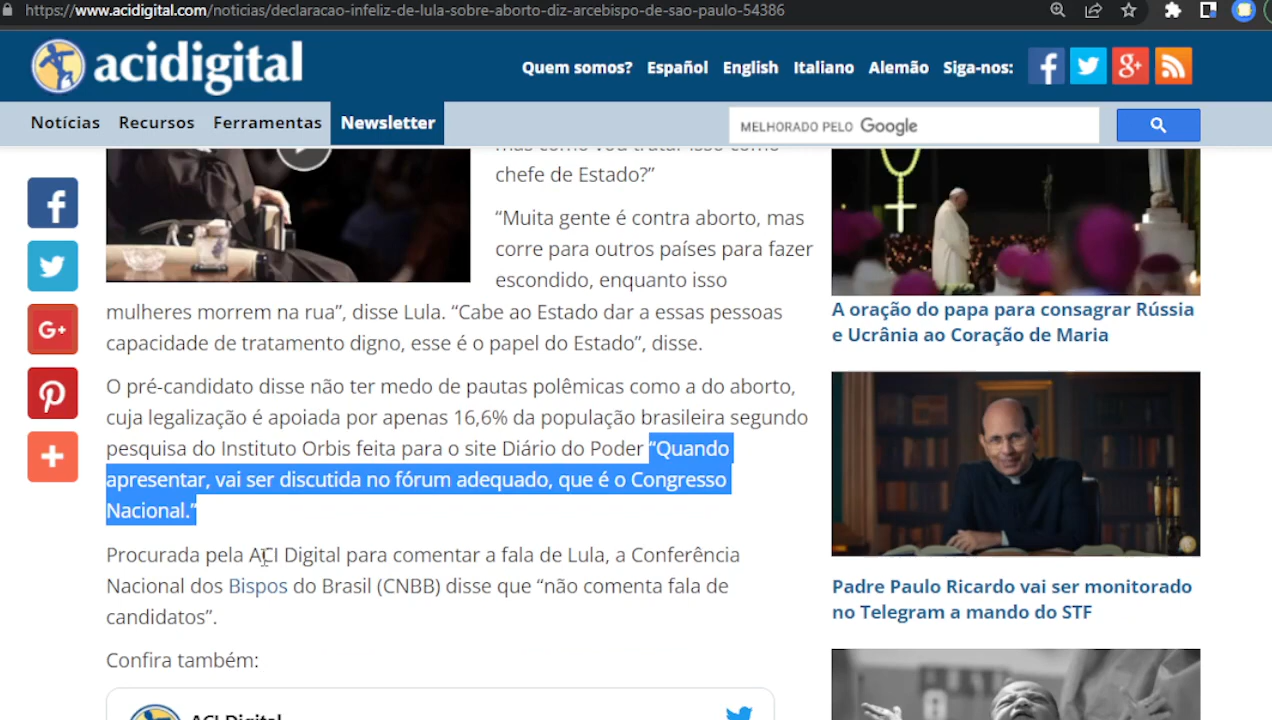 https://www.acidigital.com/noticias/declaracao-infeliz-de-lula-sobre-aborto-diz-arcebispo-de-sao-paulo-54386
acidigital
Quem somos? Español English Italiano Alemão Siga-nos:
Notícias Recursos Ferramentas Newsletter
MELHORADO PELO Google
mas como vou tratar isso como
chefe de Estado?”
“Muita gente é contra aborto, mas
corre para outros países para fazer
escondido, enquanto isso
mulheres morrem na rua”, disse Lula. “Cabe ao Estado dar a essas pessoas
capacidade de tratamento digno, esse é o papel do Estado”, disse.
O pré-candidato disse não ter medo de pautas polêmicas como a do aborto,
cuja legalização é apoiada por apenas 16,6% da população brasileira segundo
pesquisa do Instituto Orbis feita para o site Diário do Poder “Quando
apresentar, vai ser discutida no fórum adequado, que é o Congresso
Nacional.”
Procurada pela ACI Digital para comentar a fala de Lula, a Conferência
Nacional dos Bispos do Brasil (CNBB) disse que “não comenta fala de
candidatos”.
Confira também:
ACI Digital
A oração do papa para consagrar Rússia
e Ucrânia ao Coração de Maria
Padre Paulo Ricardo vai ser monitorado
no Telegram a mando do STF